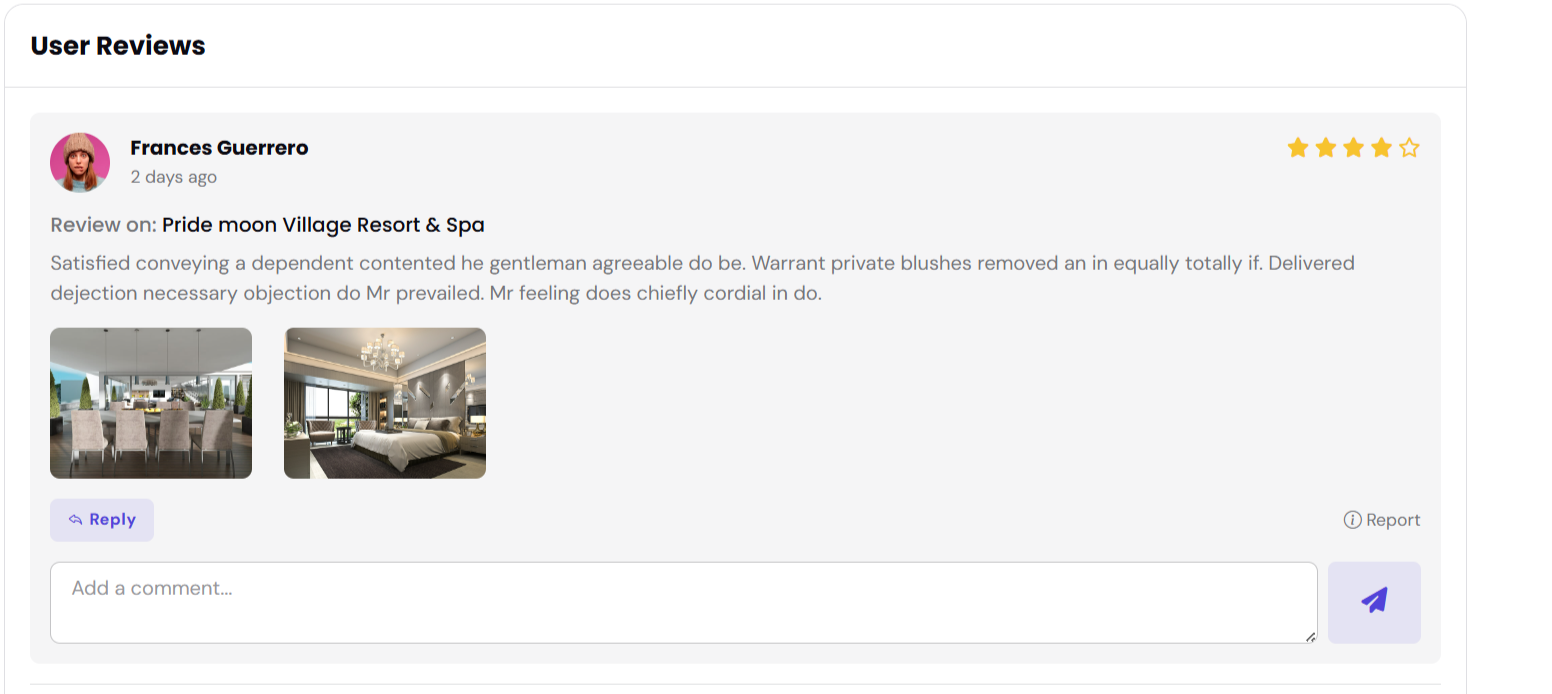 User Reviews
Frances Guerrero
2 days ago
Review on: Pride moon Village Resort & Spa
Satisfied conveying a dependent contented he gentleman agreeable do be. Warrant private blushes removed an in equally totally if. Delivered
dejection necessary objection do Mr prevailed. Mr feeling does chiefly cordial in do.
Reply
Report
Add a comment...